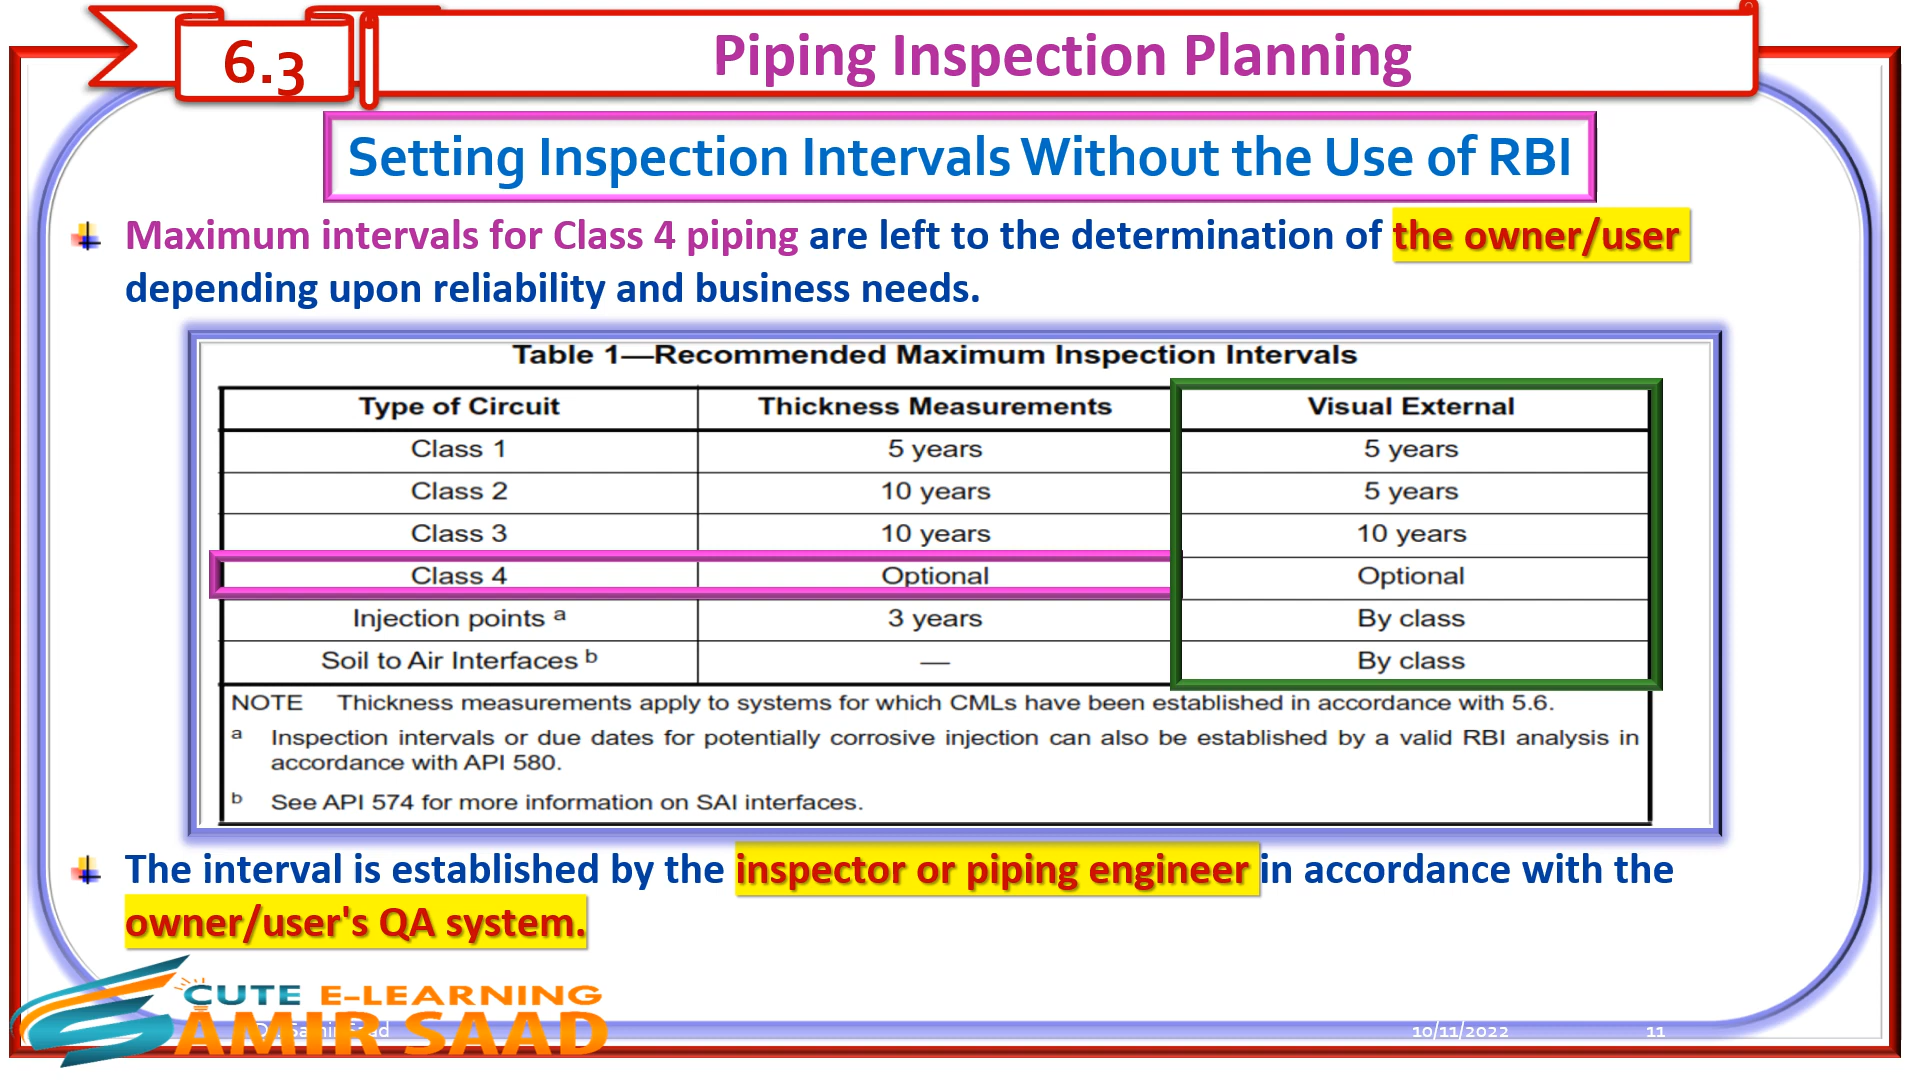 6.3
Piping Inspection Planning
Setting Inspection Intervals Without the Use of RBI
Maximum intervals for Class 4 piping are left to the determination of the owner/user
depending upon reliability and business needs.
Table 1—Recommended Maximum Inspection Intervals
Type of Circuit Thickness Measurements Visual External
Class 1 5 years 5 years
Class 2 10 years 5 years
Class 3 10 years 10 years
Class 4 Optional Optional
Injection points a 3 years By class
Soil to Air Interfaces b — By class
NOTE Thickness measurements apply to systems for which CMLs have been established in accordance with 5.6.
a Inspection intervals or due dates for potentially corrosive injection can also be established by a valid RBI analysis in
accordance with API 580.
b See API 574 for more information on SAI interfaces.
The interval is established by the inspector or piping engineer in accordance with the
owner/user's QA system.
CUTE E-LEARNING
SAMIR SAAD
10/11/2022 11